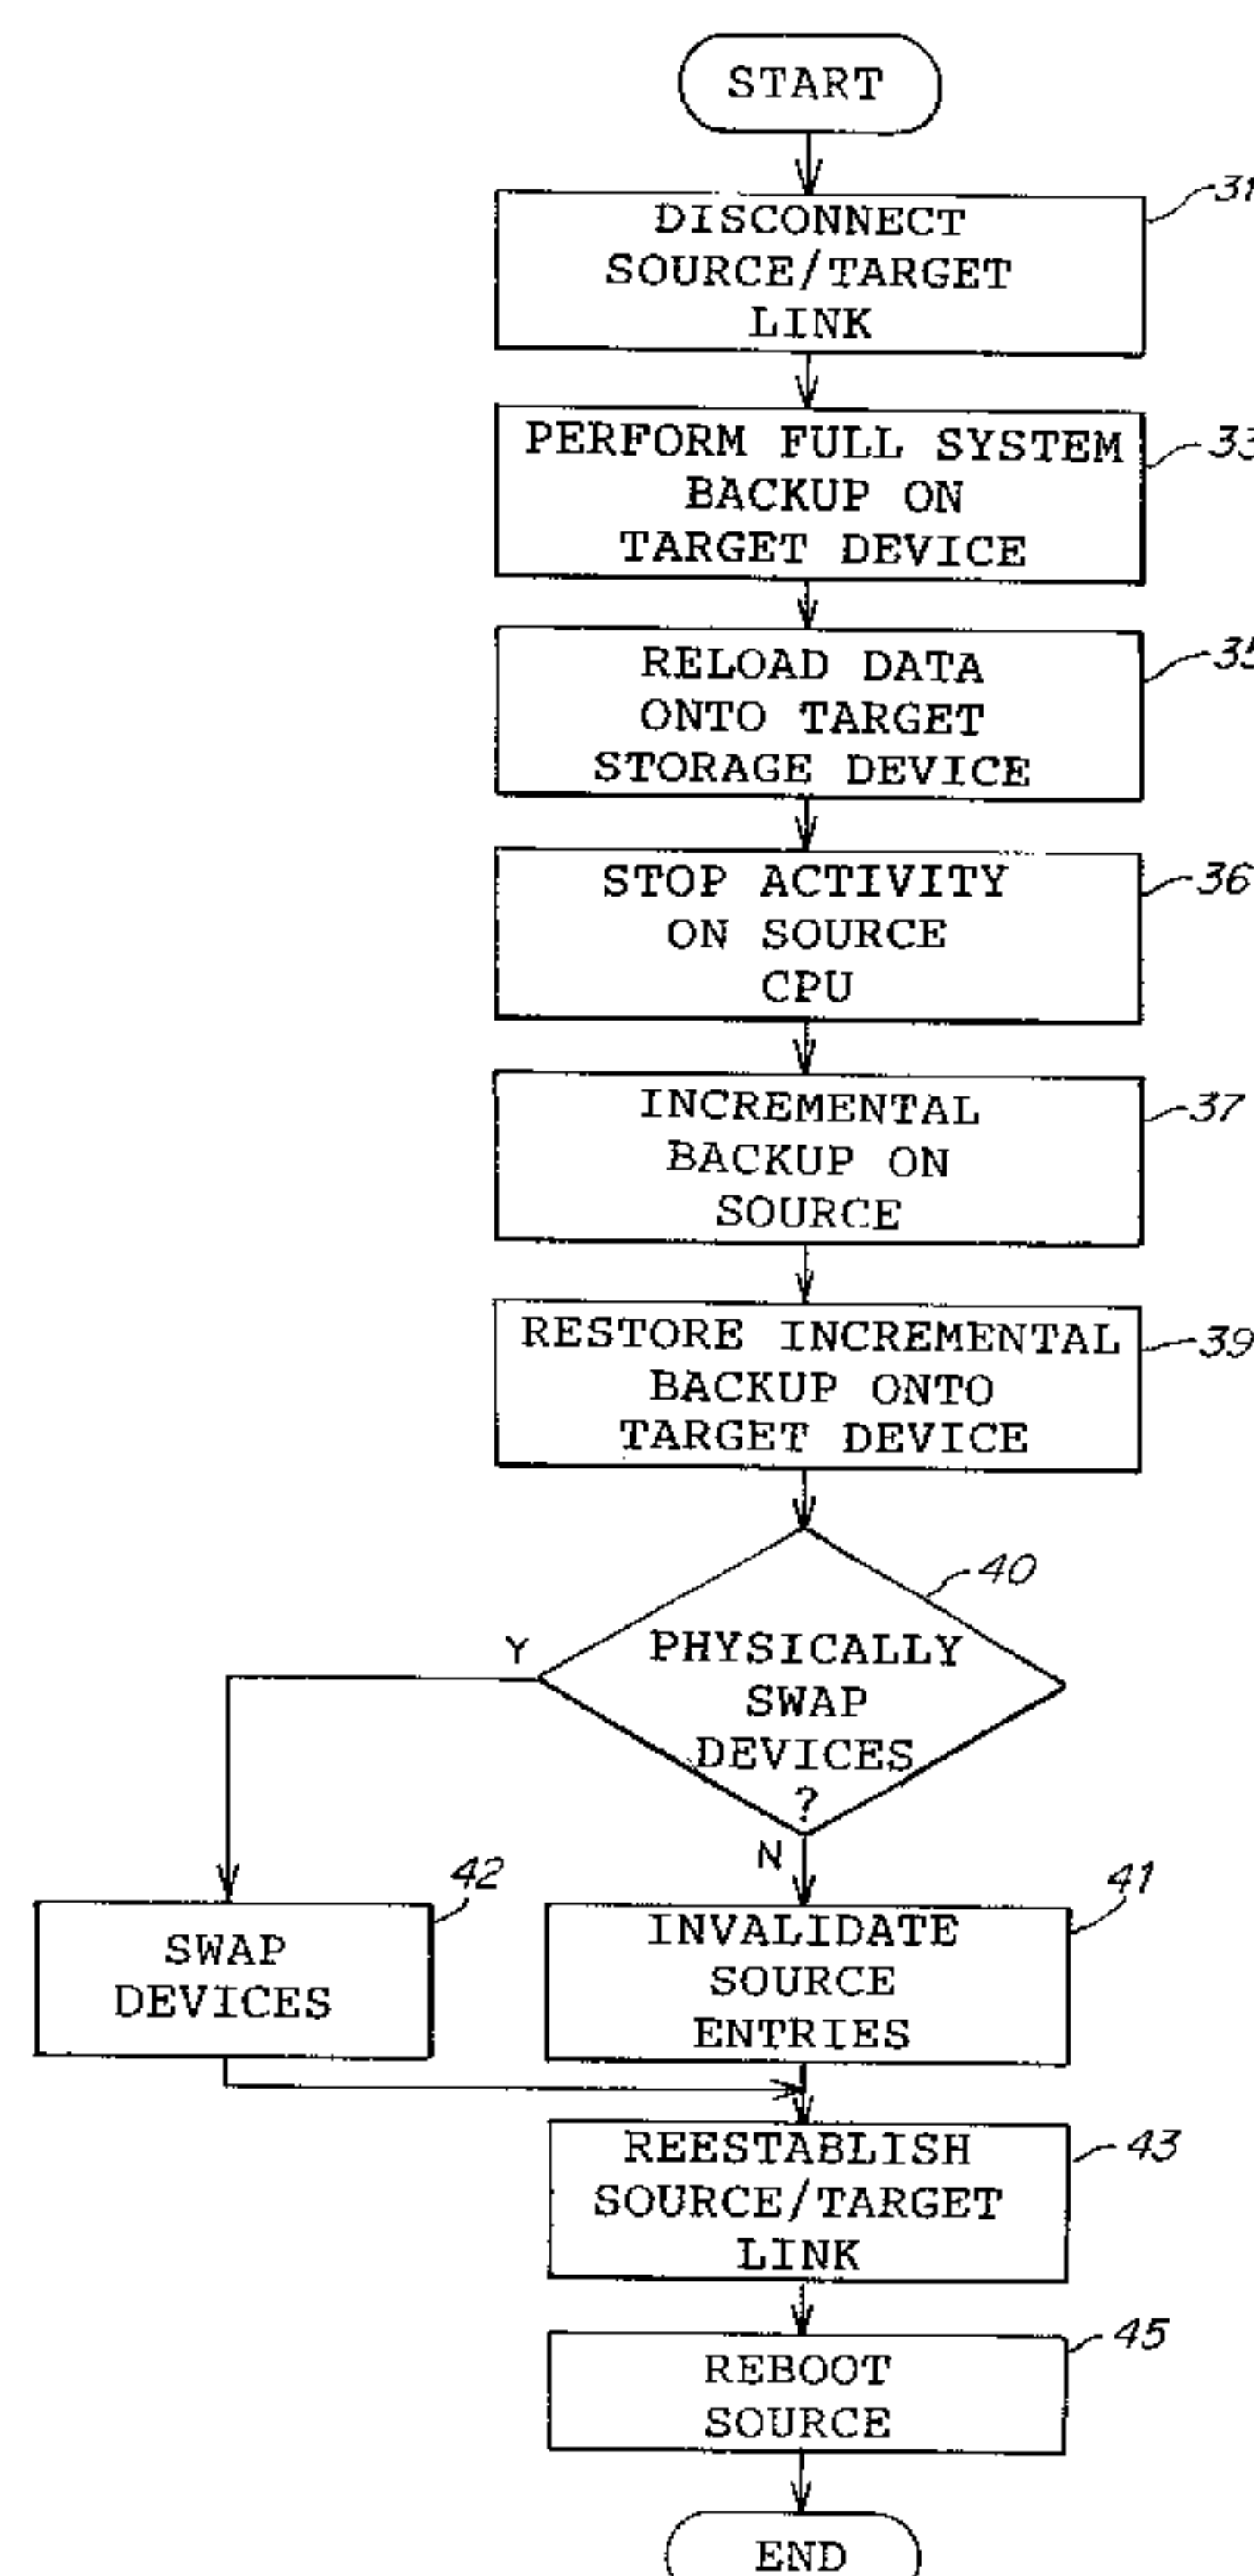 START
31
DISCONNECT
SOURCE/TARGET
LINK
33
PERFORM FULL SYSTEM
BACKUP ON
TARGET DEVICE
35
RELOAD DATA
ONTO TARGET
STORAGE DEVICE
36
STOP ACTIVITY
ON SOURCE
CPU
37
INCREMENTAL
BACKUP ON
SOURCE
39
RESTORE INCREMENTAL
BACKUP ONTO
TARGET DEVICE
40
PHYSICALLY
SWAP
DEVICES
?
Y
N
42
SWAP
DEVICES
41
INVALIDATE
SOURCE
ENTRIES
43
REESTABLISH
SOURCE/TARGET
LINK
45
REBOOT
SOURCE
END